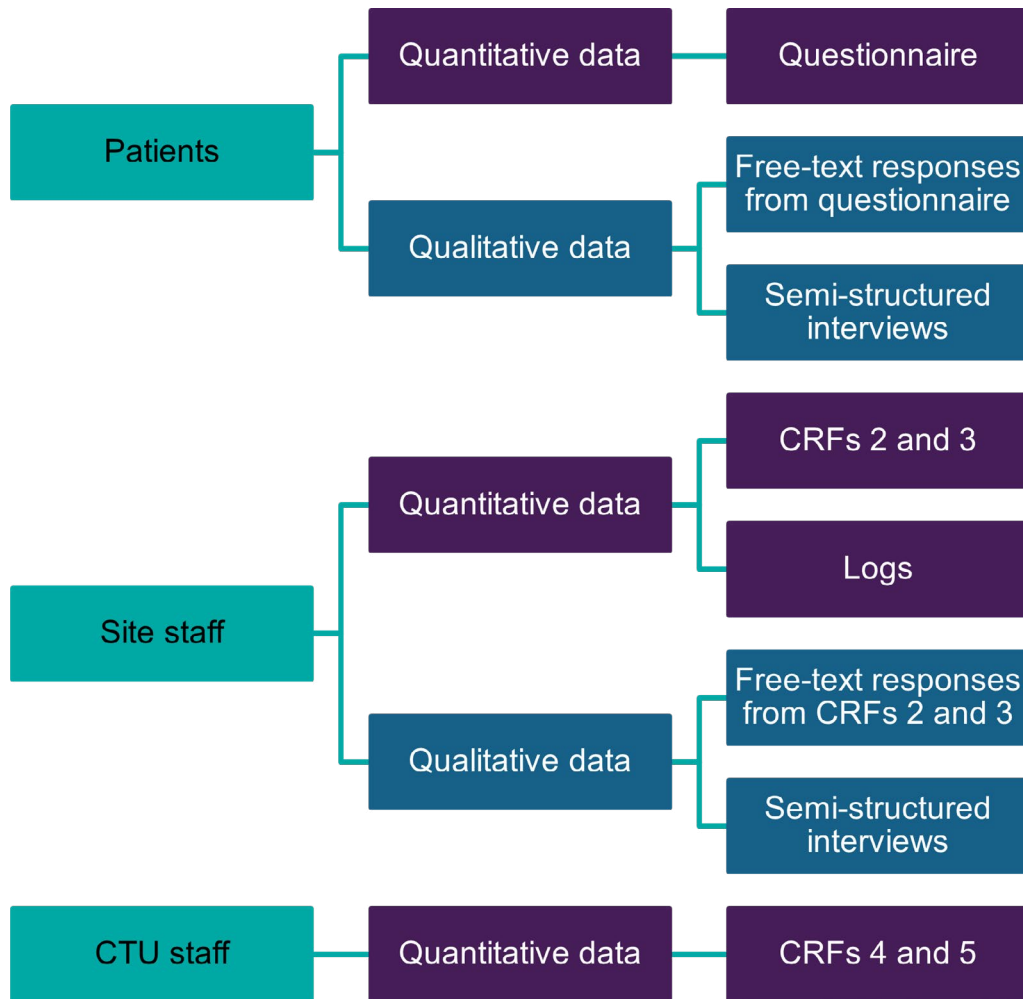 Patients
Quantitative data
Questionnaire
Qualitative data
Free-text responses
from questionnaire
Semi-structured
interviews
Site staff
Quantitative data
CRFs 2 and 3
Logs
Qualitative data
Free-text responses
from CRFs 2 and 3
Semi-structured
interviews
CTU staff
Quantitative data
CRFs 4 and 5